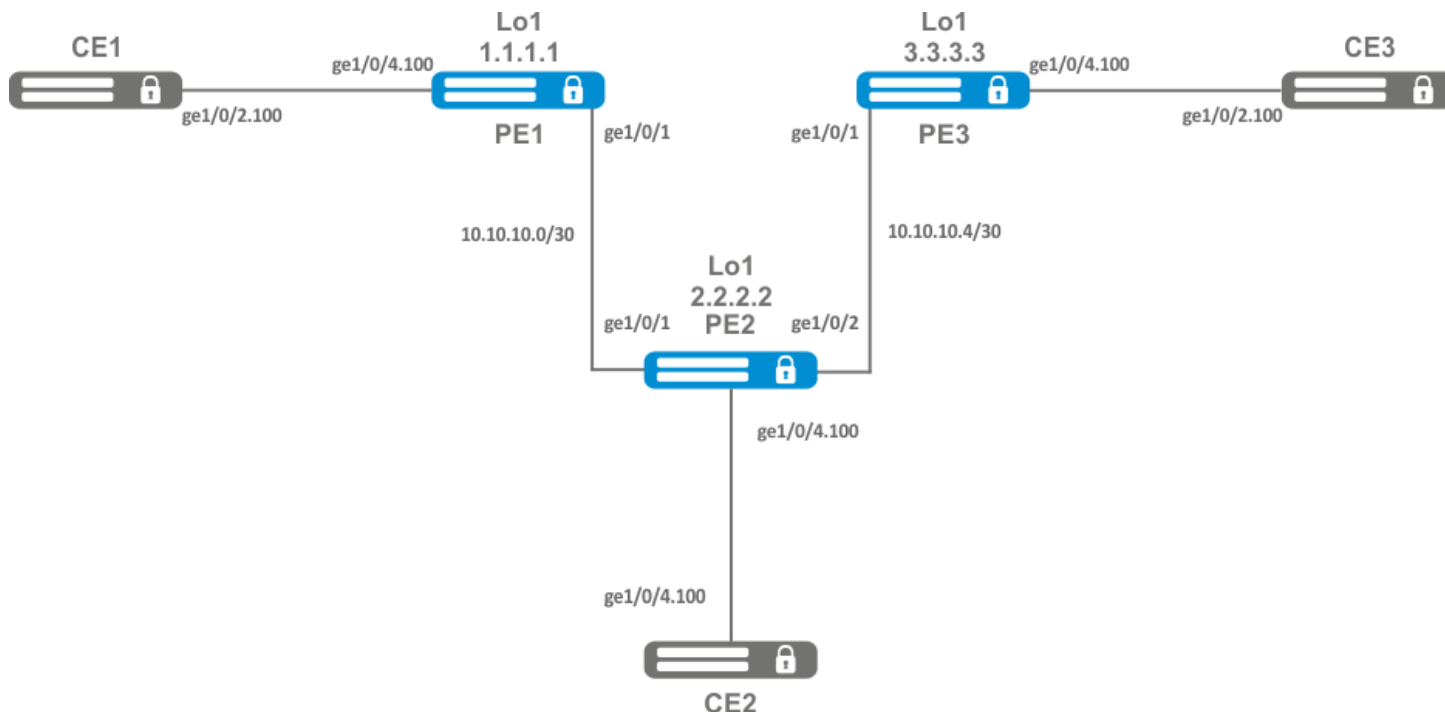 CE1
ge1/0/2.100
ge1/0/4.100
Lo1
1.1.1.1
PE1
ge1/0/1
10.10.10.0/30
ge1/0/1
Lo1
2.2.2.2
PE2
ge1/0/2
ge1/0/4.100
ge1/0/4.100
CE2
Lo1
3.3.3.3
PE3
ge1/0/1
10.10.10.4/30
ge1/0/4.100
CE3
ge1/0/2.100